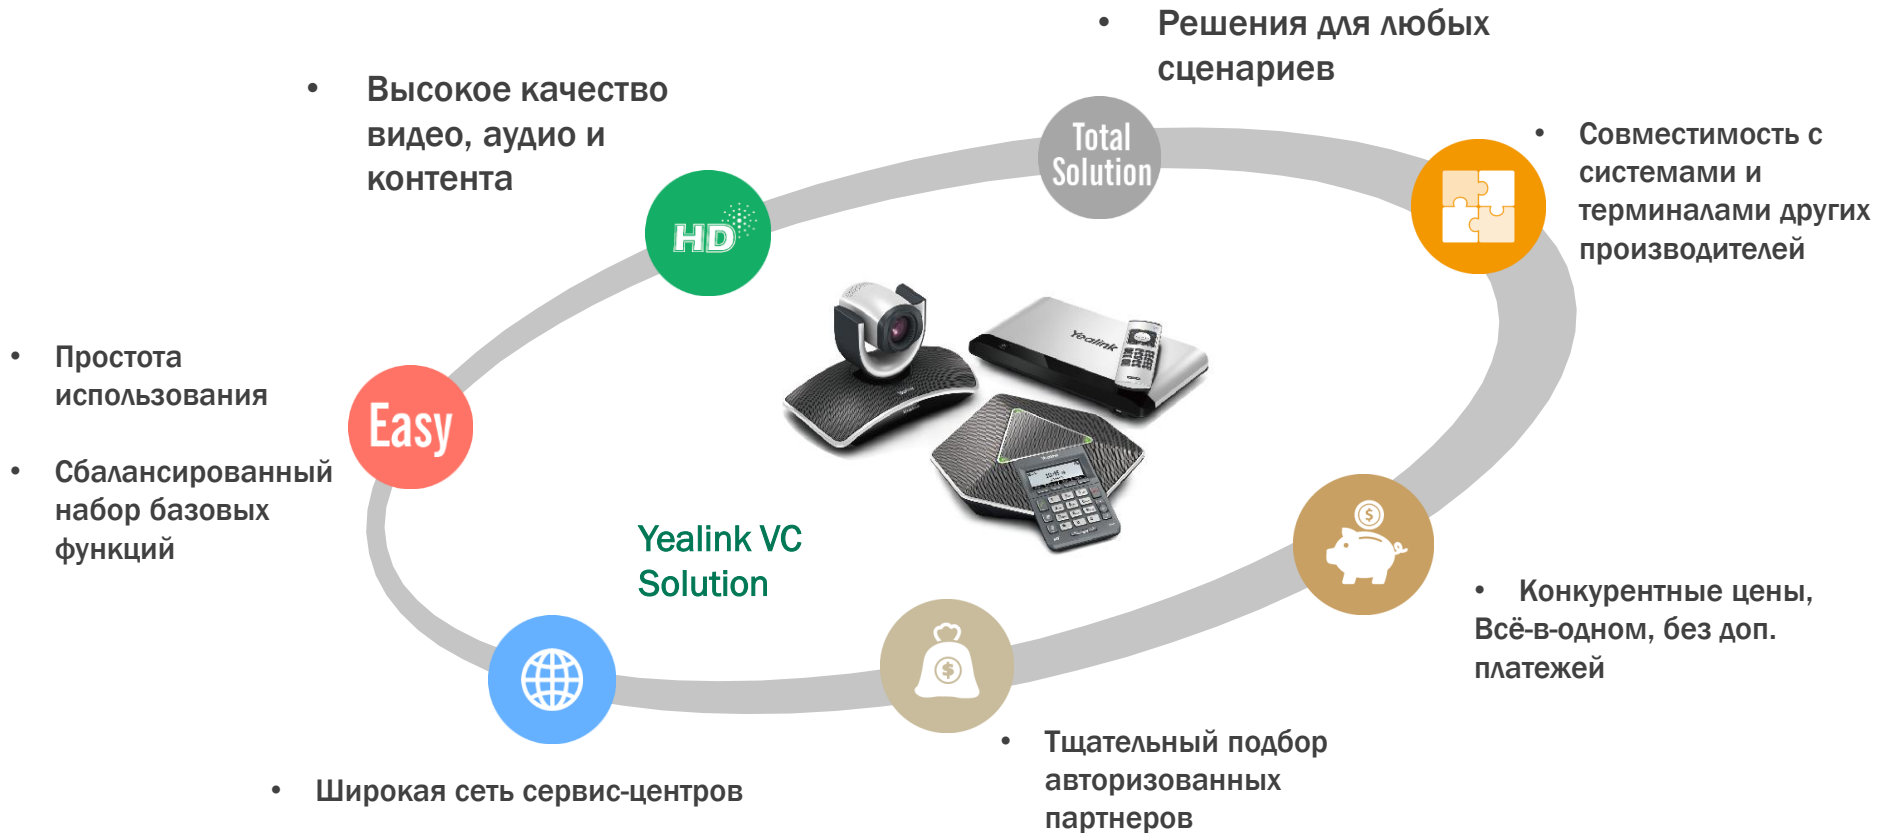 • Решения для любых
сценариев
• Высокое качество
видео, аудио и
контента
Total
Solution
• Совместимость с
системами и
терминалами других
производителей
HD
Yealink
• Простота
использования
Easy
• Сбалансированный
набор базовых
функций
Yealink VC
Solution
$
• Конкурентные цены,
Всё-в-одном, без доп.
платежей
$
• Тщательный подбор
авторизованных
партнеров
• Широкая сеть сервис-центров